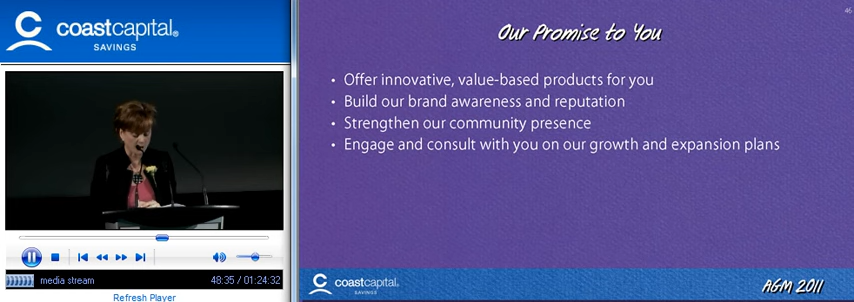 coastcapital®
SAVINGS
media stream 48:35 / 01:24:32
Refresh Player
46
Our Promise to You
• Offer innovative, value-based products for you
• Build our brand awareness and reputation
• Strengthen our community presence
• Engage and consult with you on our growth and expansion plans
coastcapital®
SAVINGS
AGM 2011